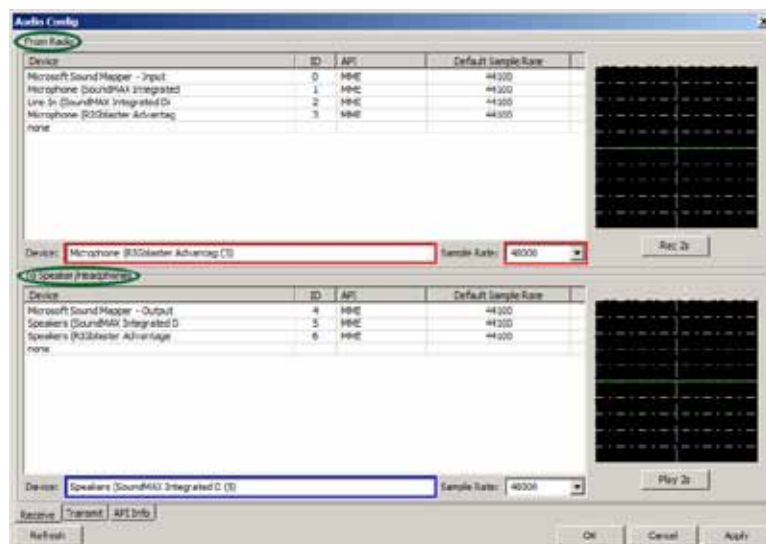 Audio Config
From Radio
Device ID API Default Sample Rate
Microsoft Sound Mapper - Input 0 MME 44100
Microphone (SoundMAX Integrated 1 MME 44100
Line In (SoundMAX Integrated Di 2 MME 44100
Microphone (RIGblaster Advantag 3 MME 44100
none
Device: Microphone (RIGblaster Advantag (3) Sample Rate: 48000
Rec 2s
To Speaker/Headphones
Device ID API Default Sample Rate
Microsoft Sound Mapper - Output 4 MME 44100
Speakers (SoundMAX Integrated D 5 MME 44100
Speakers (RIGblaster Advantage 6 MME 44100
none
Device: Speakers (SoundMAX Integrated D (5) Sample Rate: 48000
Play 2s
Receive Transmit API Info
Refresh OK Cancel Apply